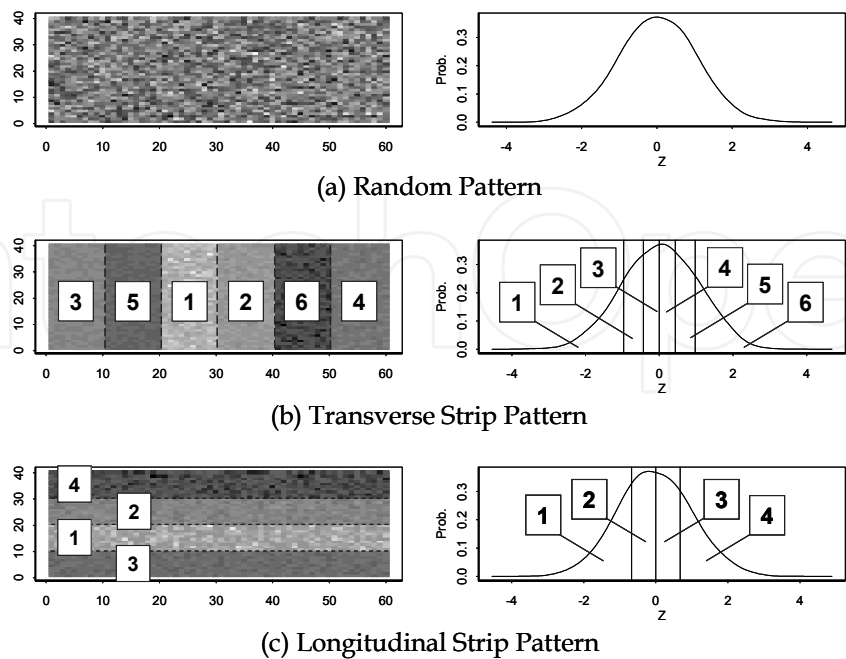 0 10 20 30 40
0 10 20 30 40 50 60
Prob.
0.0 0.1 0.2 0.3
-4 -2 0 2 4
Z
(a) Random Pattern
0 10 20 30 40
3 5 1 2 6 4
0 10 20 30 40 50 60
Prob.
0.0 0.1 0.2 0.3
1 2 3 4 5 6
-4 -2 0 2 4
Z
(b) Transverse Strip Pattern
0 10 20 30 40
4
2
1
3
0 10 20 30 40 50 60
Prob.
0.0 0.1 0.2 0.3
1 2 3 4
-4 -2 0 2 4
Z
(c) Longitudinal Strip Pattern